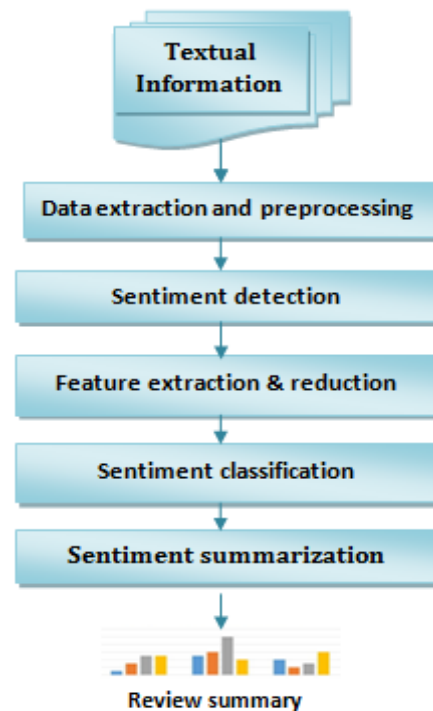 Textual
Information
Data extraction and preprocessing
Sentiment detection
Feature extraction & reduction
Sentiment classification
Sentiment summarization
Review summary